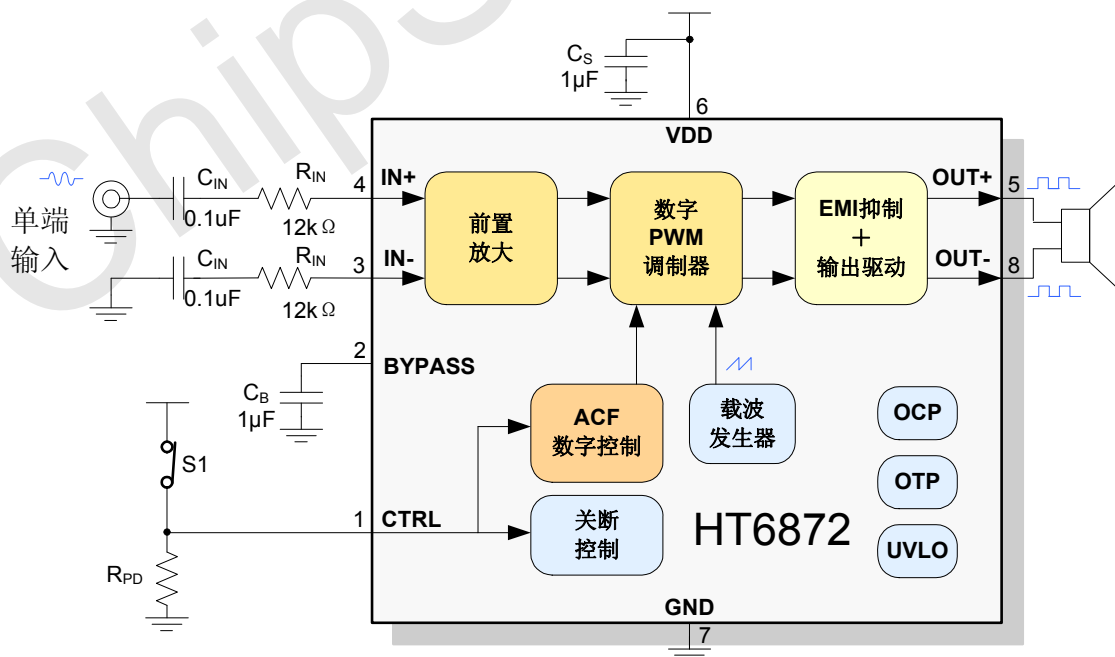 ChipS
CS
1μF
6
VDD
CIN
0.1uF
RIN
12kΩ
4
IN+
单端
输入
CIN
0.1uF
RIN
12kΩ
3
IN-
前置
放大
数字
PWM
调制器
EMI抑制
+
输出驱动
OUT+
5
OUT-
8
2
BYPASS
CB
1μF
S1
ACF
数字控制
载波
发生器
OCP
OTP
UVLO
1
CTRL
关断
控制
HT6872
RPD
GND
7